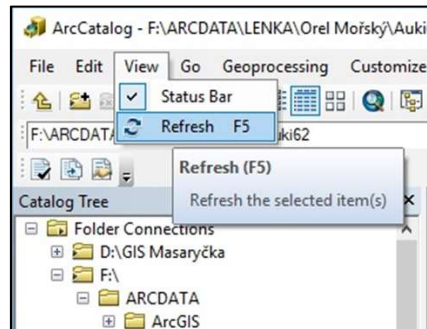 ArcCatalog - F:\ARCDATA\LENKA\Orel Mořský\Auki
File Edit View Go Geoprocessing Customize
Status Bar
F:\ARCDAT uki62
Refresh F5
Refresh (F5)
Refresh the selected item(s)
Catalog Tree
Folder Connections
D:\GIS Masaryčka
F:\
ARCDATA
ArcGIS